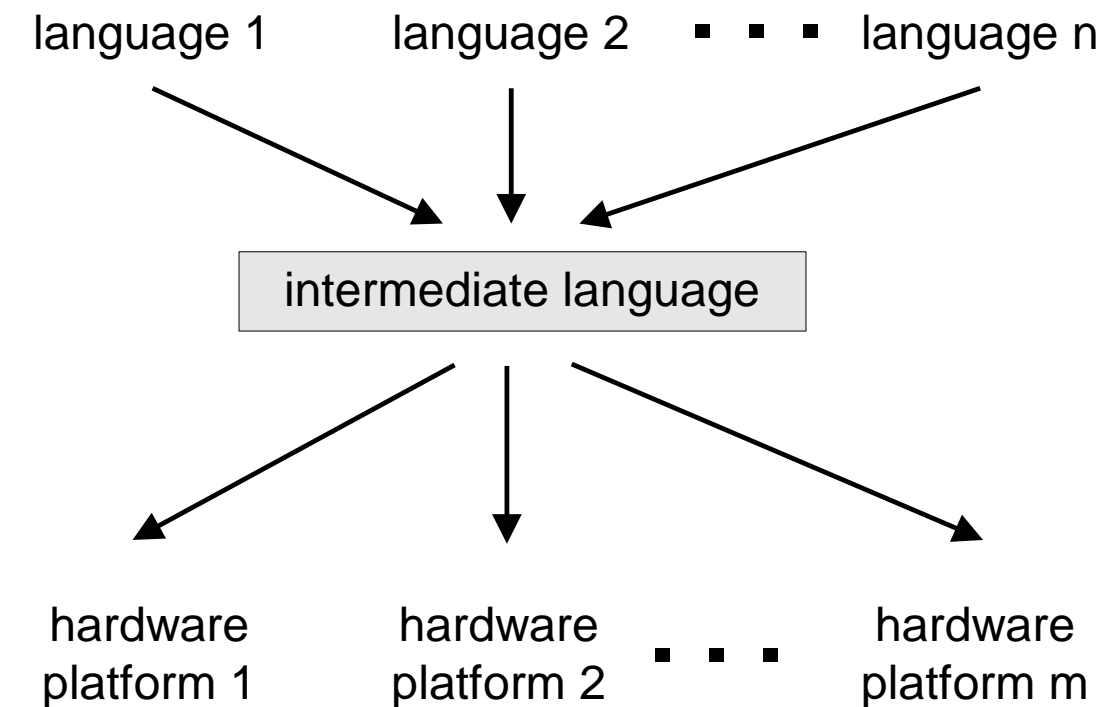 language 1 language 2 ▪ ▪ ▪ language n
intermediate language
hardware hardware hardware
platform 1 platform 2 ▪ ▪ ▪ platform m